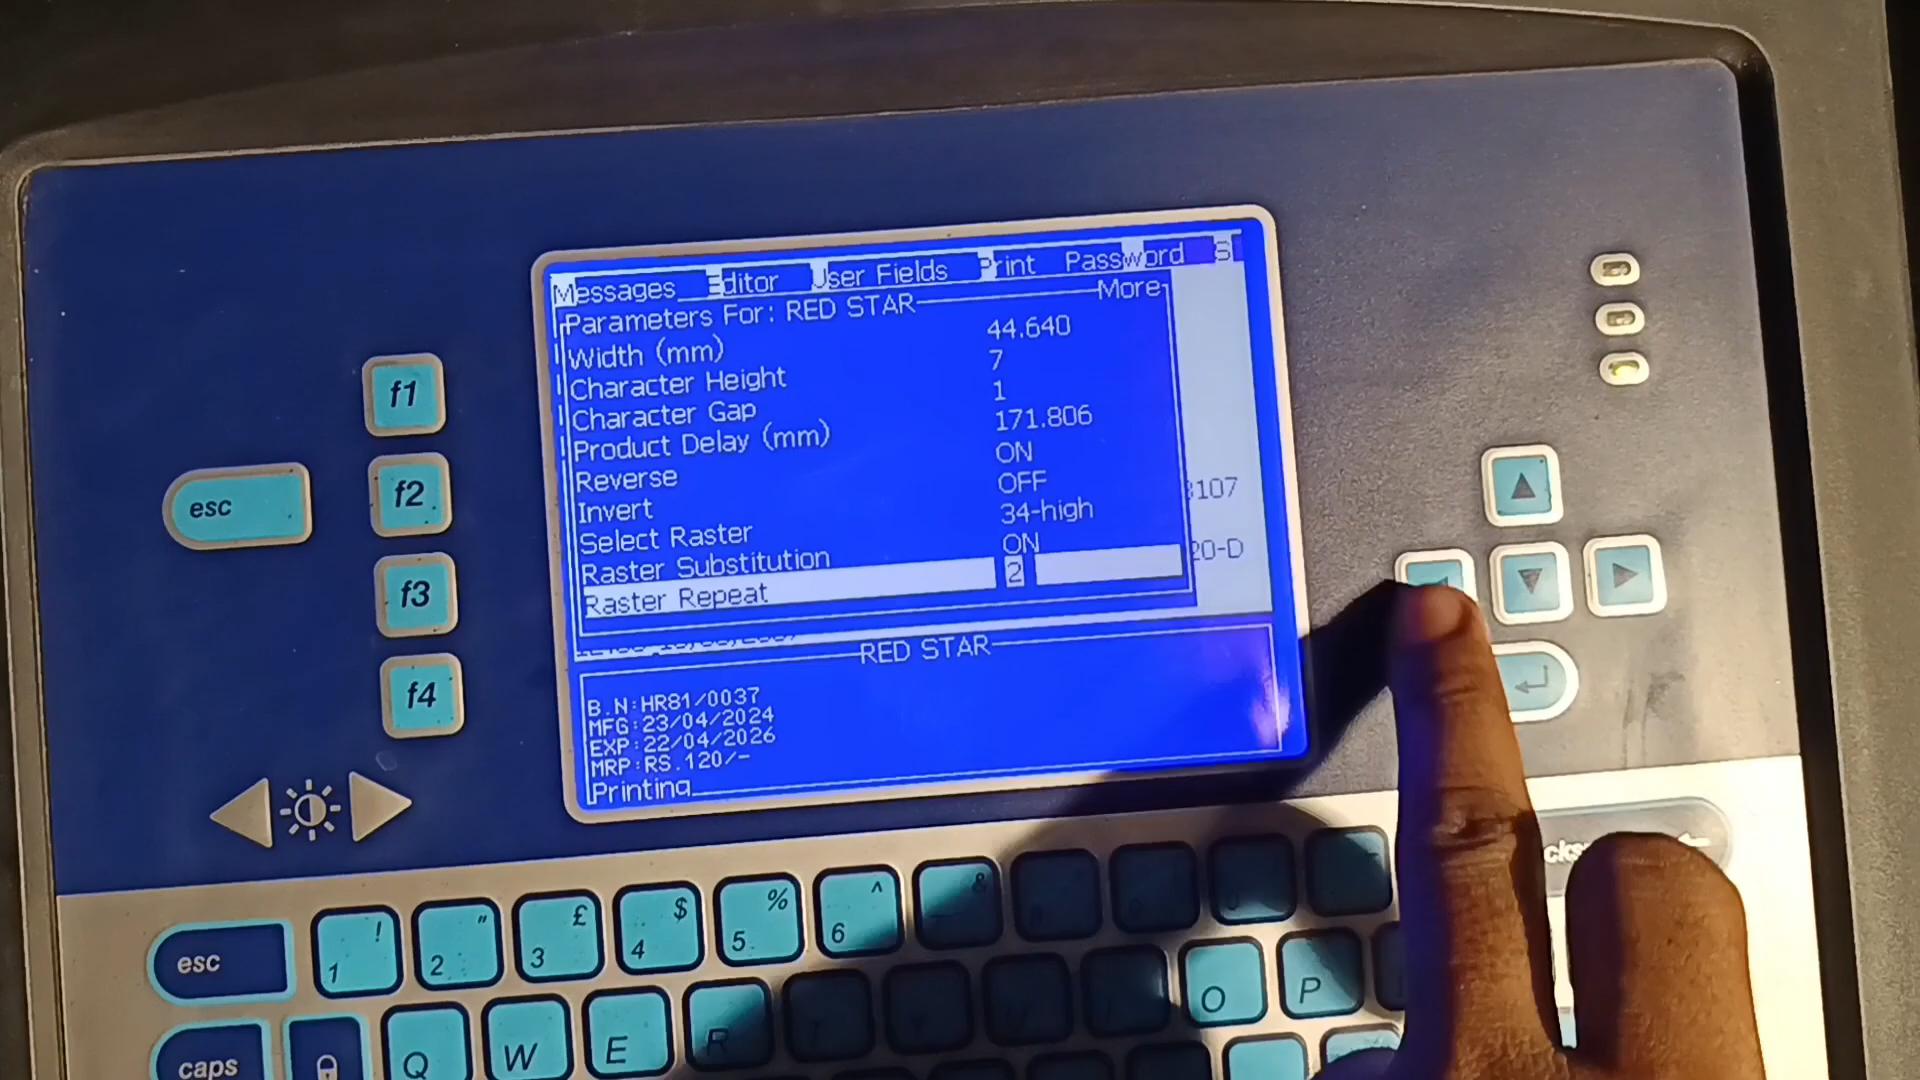 Messages Editor User Fields Print Password S
Parameters For: RED STAR More
Width (mm) 44.640
Character Height 7
Character Gap 1
Product Delay (mm) 171.806
Reverse ON
Invert OFF
Select Raster 34-high
Raster Substitution ON
Raster Repeat 2
107
20-D
RED STAR
B.N:HR81/0037
MFG:23/04/2024
EXP:22/04/2026
MRP:RS.120/-
Printing
f1
esc f2
f3
f4
esc ! 1 " 2 £ 3 $ 4 % 5 ^ 6 &
caps Q W E R O P